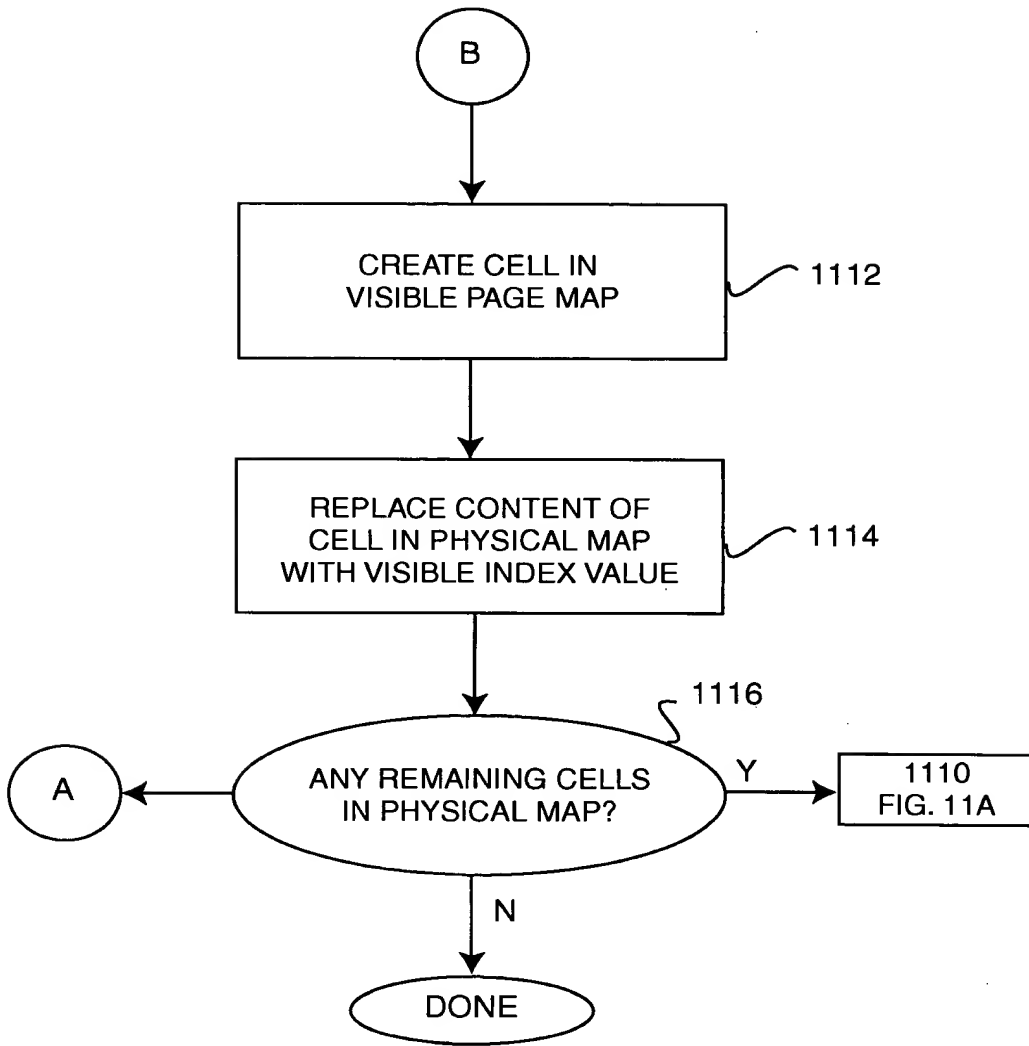 B
CREATE CELL IN
VISIBLE PAGE MAP
1112
REPLACE CONTENT OF
CELL IN PHYSICAL MAP
WITH VISIBLE INDEX VALUE
1114
1116
A
ANY REMAINING CELLS
IN PHYSICAL MAP?
Y
1110
FIG. 11A
N
DONE